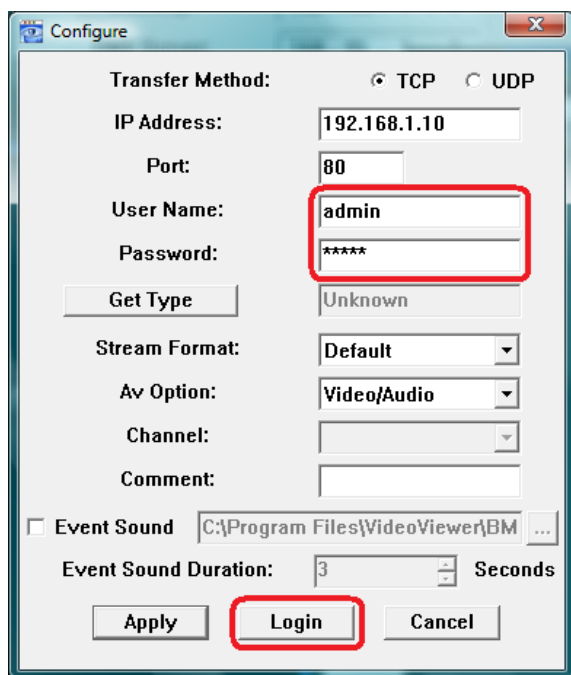 Configure
Transfer Method: TCP UDP
IP Address: 192.168.1.10
Port: 80
User Name: admin
Password: *****
Get Type Unknown
Stream Format: Default
Av Option: Video/Audio
Channel:
Comment:
Event Sound C:\Program Files\VideoViewer\BM ...
Event Sound Duration: 3 Seconds
Apply Login Cancel